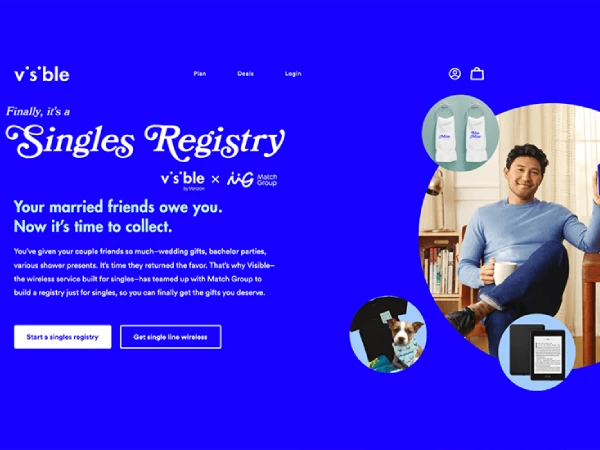 visible
Plan
Deals
Login
Finally, it's a
Singles Registry
visible
by Verizon
×
MG
Match
Group
Your married friends owe you.
Now it's time to collect.
You've given your couple friends so much—wedding gifts, bachelor parties,
various shower presents. It's time they returned the favor. That's why Visible—
the wireless service built for singles—has teamed up with Match Group to
build a registry just for singles, so you can finally get the gifts you deserve.
Start a singles registry
Get single line wireless
Mine